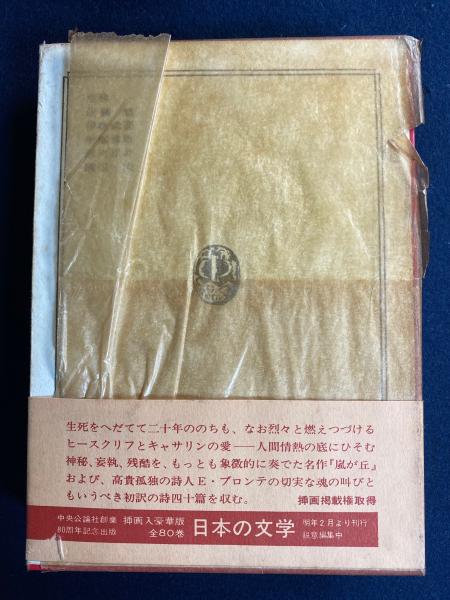 生死をへだてて二十年ののちも、なお烈々と燃えつづける
ヒースクリフとキャサリンの愛──人間情熱の底にひそむ
神秘、妄執、残酷を、もっとも象徴的に奏でた名作『嵐が丘』
および、高貴孤独の詩人E・ブロンテの切実な魂の叫びと
もいうべき初訳の詩四十篇を収む。
挿画掲載権取得
中央公論社創業
80周年記念出版
挿画入豪華版
全80巻
日本の文学
明年2月より刊行
鋭意編集中